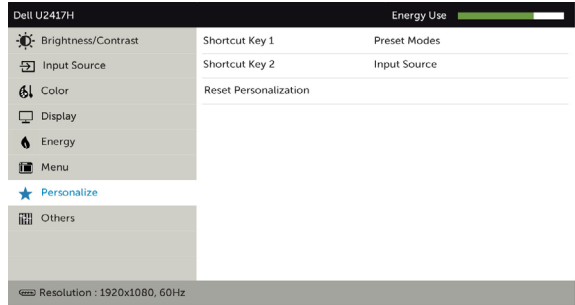 Dell U2417H Energy Use
Brightness/Contrast Shortcut Key 1 Preset Modes
Input Source Shortcut Key 2 Input Source
Color Reset Personalization
Display
Energy
Menu
Personalize
Others
Resolution : 1920x1080, 60Hz